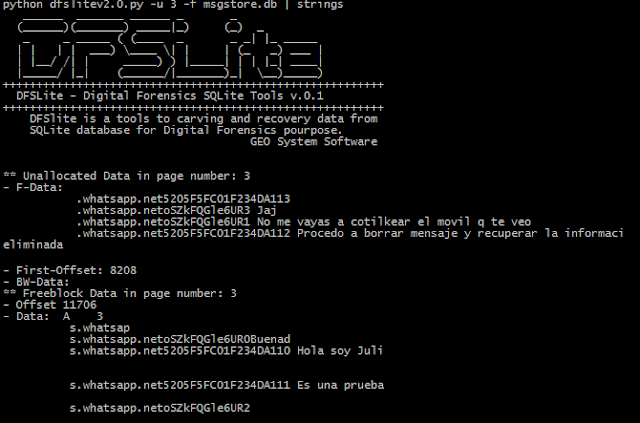 python dfslitev2.0.py -u 3 -f msgstore.db | strings
DFSLite
++++++++++++++++++++++++++++++++++++++++++++++++++++++++++
DFSLite - Digital Forensics SQLite Tools v.0.1
++++++++++++++++++++++++++++++++++++++++++++++++++++++++++
DFSlite is a tools to carving and recovery data from
SQLite database for Digital Forensics pourpose.
GEO System Software
** Unallocated Data in page number: 3
- F-Data:
.whatsapp.net5205F5FC01F234DA113
.whatsapp.netoSZkFQGle6UR3 Jaj
.whatsapp.netoSZkFQGle6UR1 No me vayas a cotilkear el movil q te veo
.whatsapp.net5205F5FC01F234DA112 Procedo a borrar mensaje y recuperar la informaci
eliminada
- First-Offset: 8208
- BW-Data:
** Freeblock Data in page number: 3
- Offset 11706
- Data: A 3
s.whatsap
s.whatsapp.netoSZkFQGle6UR0Buenad
s.whatsapp.net5205F5FC01F234DA110 Hola soy Juli
s.whatsapp.net5205F5FC01F234DA111 Es una prueba
s.whatsapp.netoSZkFQGle6UR2